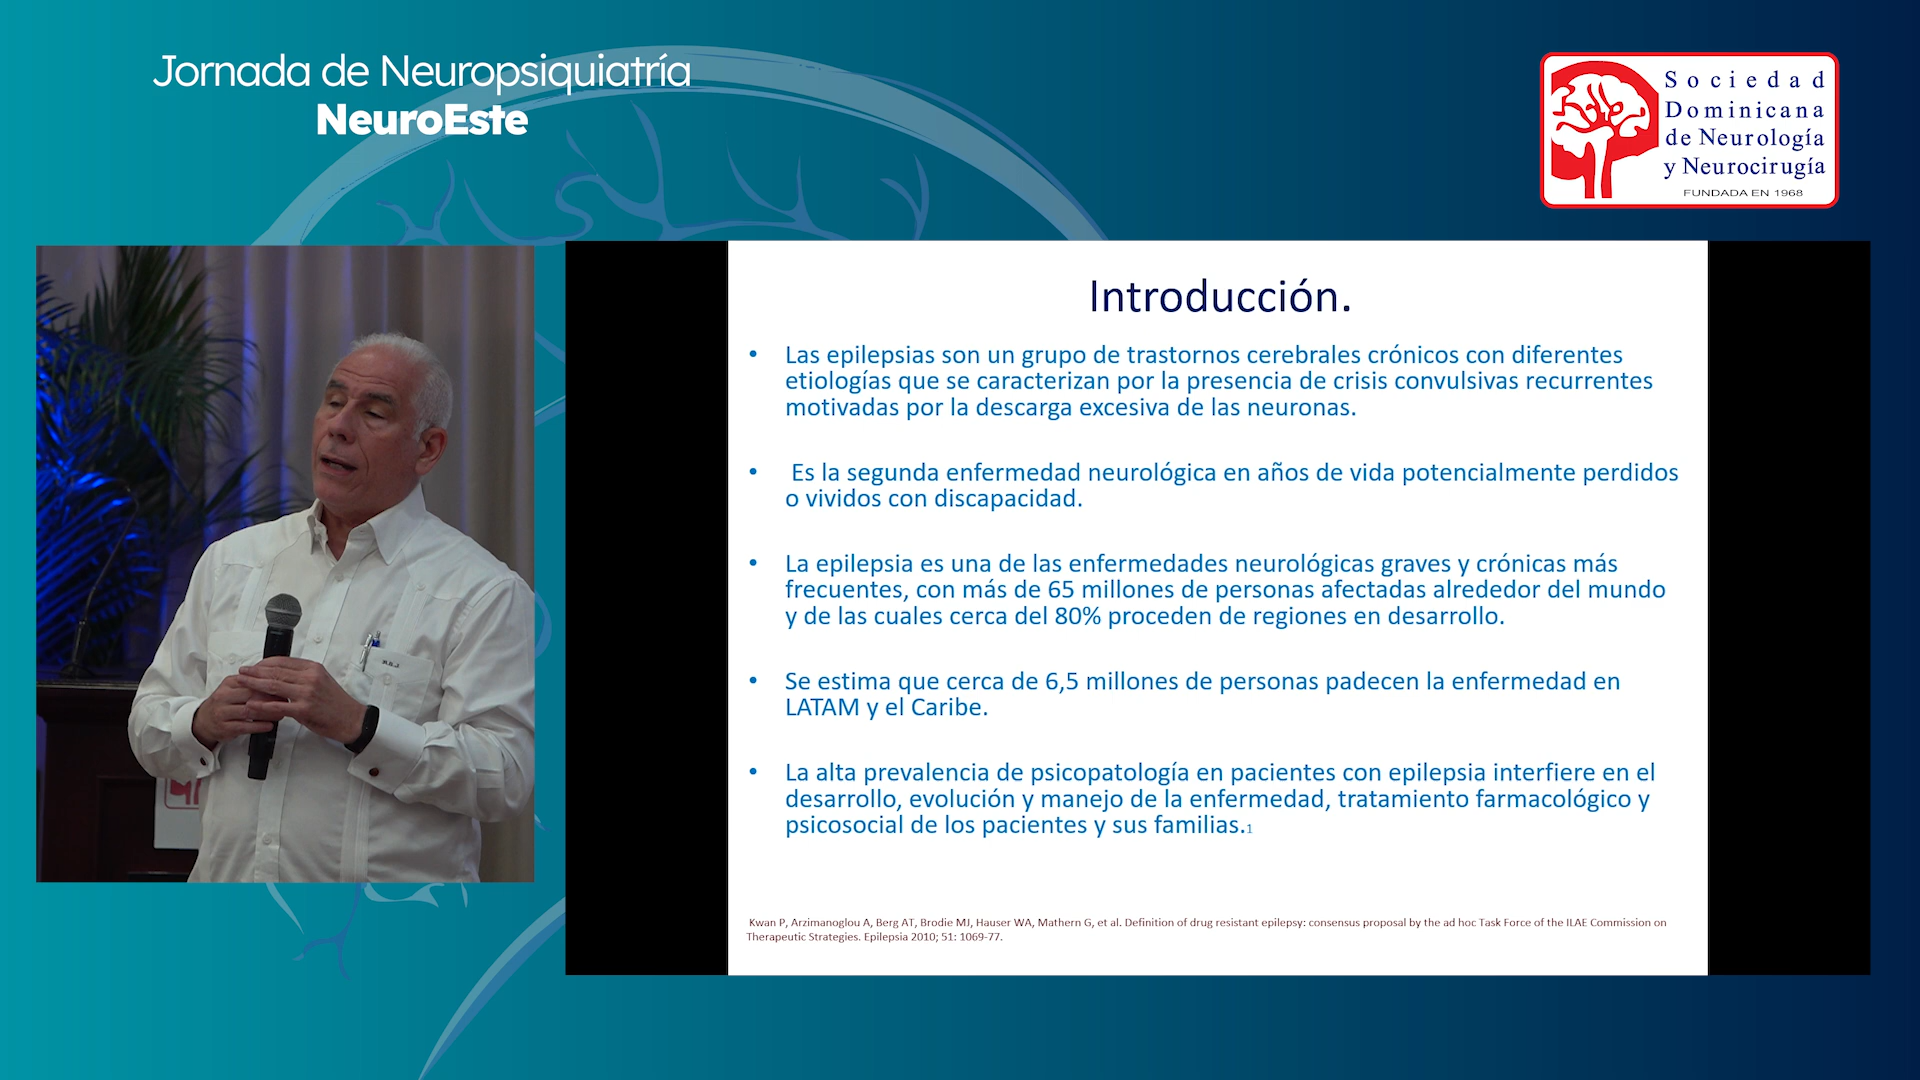 Jornada de Neuropsiquiatría
NeuroEste
Sociedad
Dominicana
de Neurología
y Neurocirugía
FUNDADA EN 1968
Introducción.
• Las epilepsias son un grupo de trastornos cerebrales crónicos con diferentes
etiologías que se caracterizan por la presencia de crisis convulsivas recurrentes
motivadas por la descarga excesiva de las neuronas.
• Es la segunda enfermedad neurológica en años de vida potencialmente perdidos
o vividos con discapacidad.
• La epilepsia es una de las enfermedades neurológicas graves y crónicas más
frecuentes, con más de 65 millones de personas afectadas alrededor del mundo
y de las cuales cerca del 80% proceden de regiones en desarrollo.
• Se estima que cerca de 6,5 millones de personas padecen la enfermedad en
LATAM y el Caribe.
• La alta prevalencia de psicopatología en pacientes con epilepsia interfiere en el
desarrollo, evolución y manejo de la enfermedad, tratamiento farmacológico y
psicosocial de los pacientes y sus familias.1
Kwan P, Arzimanoglou A, Berg AT, Brodie MJ, Hauser WA, Mathern G, et al. Definition of drug resistant epilepsy: consensus proposal by the ad hoc Task Force of the ILAE Commission on
Therapeutic Strategies. Epilepsia 2010; 51: 1069-77.